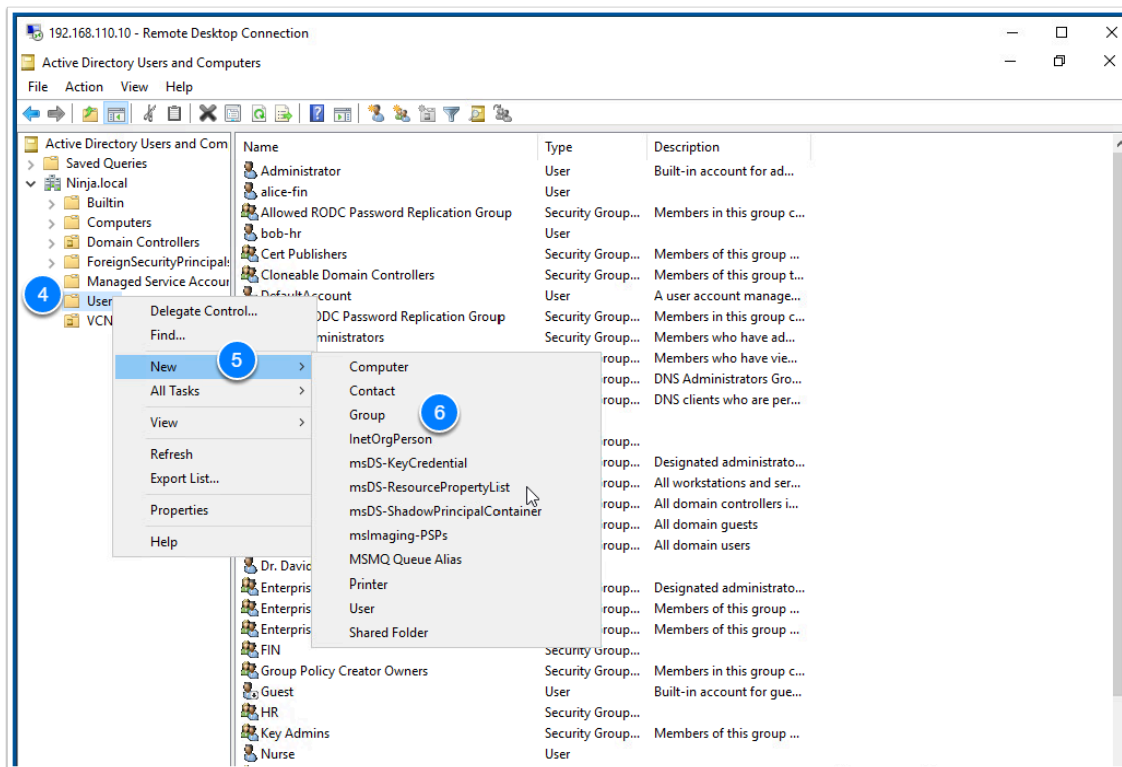 192.168.110.10 - Remote Desktop Connection
Active Directory Users and Computers
File Action View Help
Active Directory Users and Com
Name Type Description
Saved Queries
Administrator User Built-in account for ad...
Ninja.local
alice-fin User
Builtin
Allowed RODC Password Replication Group Security Group... Members in this group c...
Computers
bob-hr User
Domain Controllers
Cert Publishers Security Group... Members of this group ...
ForeignSecurityPrincipals
Cloneable Domain Controllers Security Group... Members of this group t...
Managed Service Accour
4
DefaultAccount User A user account manage...
User
ODC Password Replication Group Security Group... Members in this group c...
VCN
ministrators Security Group... Members who have ad...
Delegate Control...
Find...
New
5
All Tasks
View
Refresh
Export List...
Properties
Help
Computer
Contact
Group
6
InetOrgPerson
msDS-KeyCredential
msDS-ResourcePropertyList
msDS-ShadowPrincipalContainer
msImaging-PSPs
MSMQ Queue Alias
Printer
User
Shared Folder
roup... Members who have vie...
roup... DNS Administrators Gro...
roup... DNS clients who are per...
roup...
roup... Designated administrato...
roup... All workstations and ser...
roup... All domain controllers i...
roup... All domain guests
roup... All domain users
Dr. David
Enterpris roup... Designated administrato...
Enterpris roup... Members of this group ...
Enterpris roup... Members of this group ...
FIN Security Group...
Group Policy Creator Owners Security Group... Members in this group c...
Guest User Built-in account for gue...
HR Security Group...
Key Admins Security Group... Members of this group ...
Nurse User